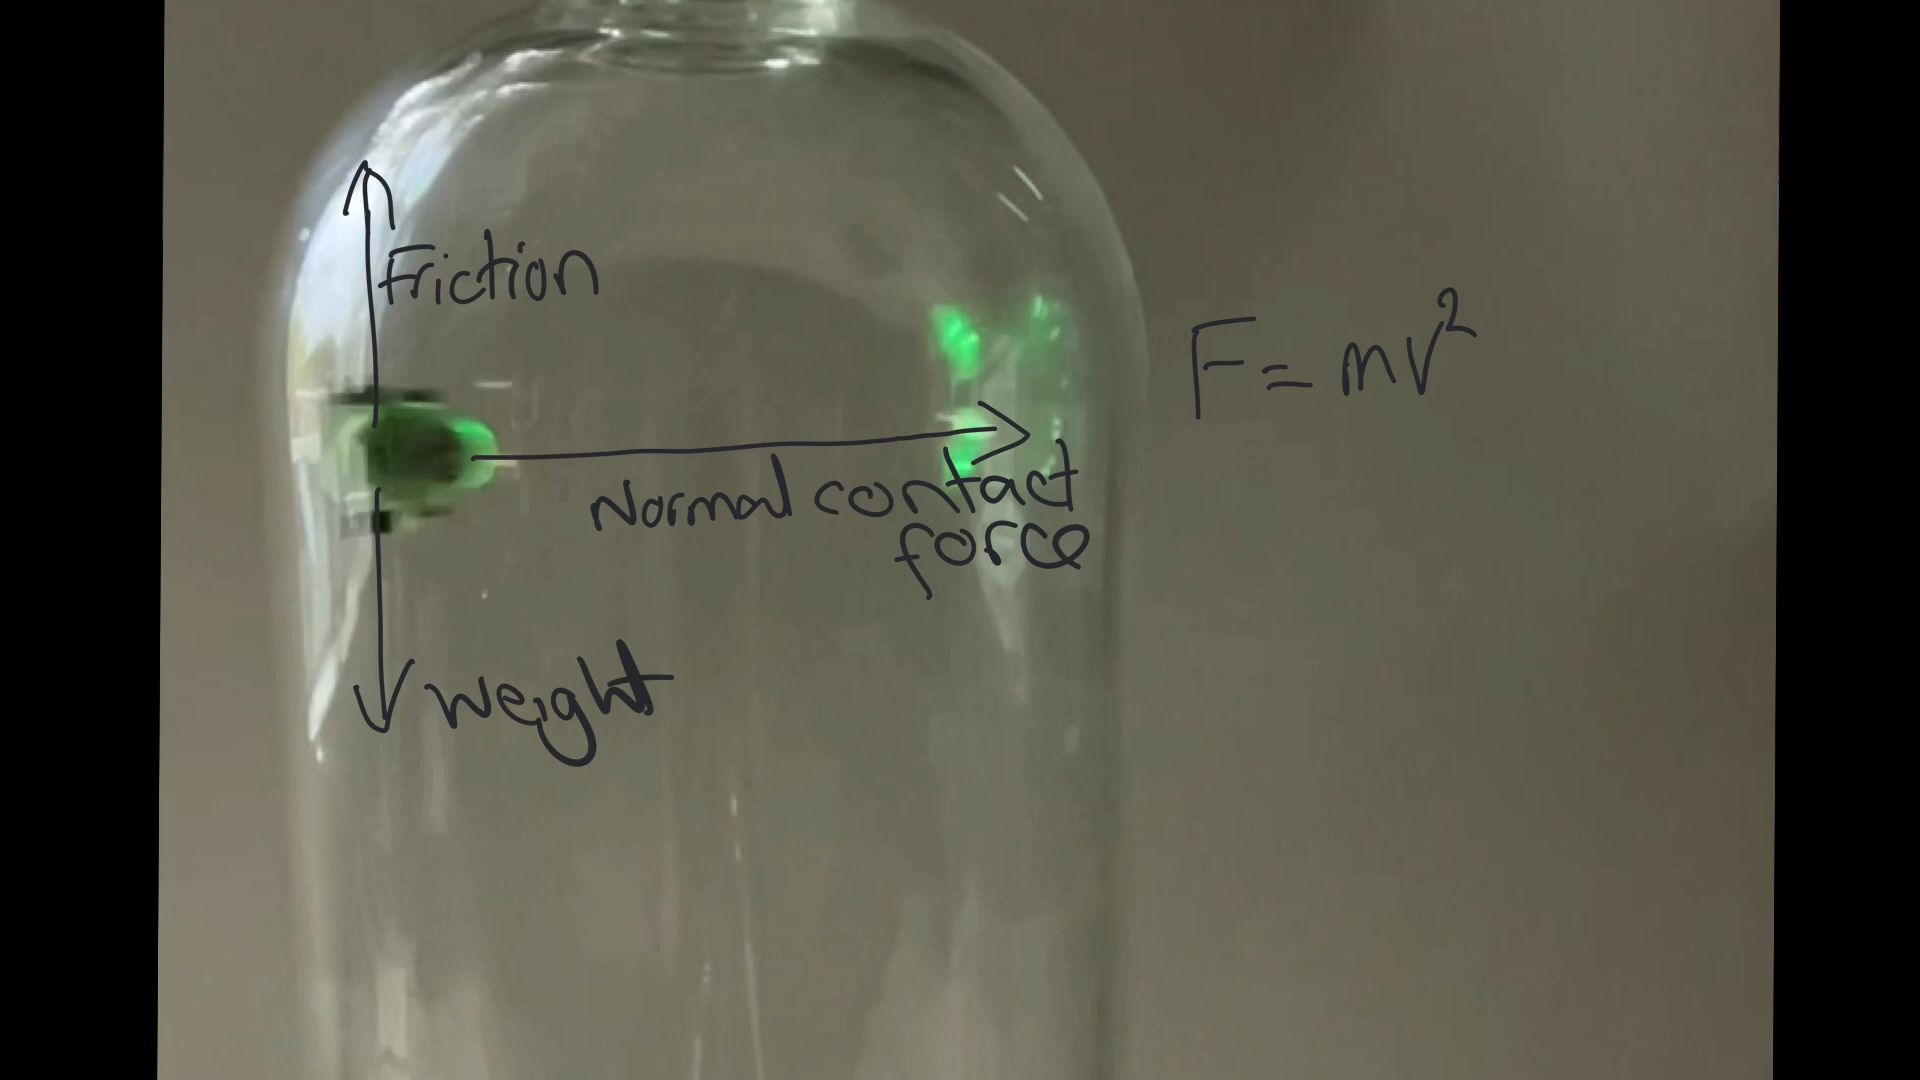 Friction
F = mv²
Normal contact
force
weight